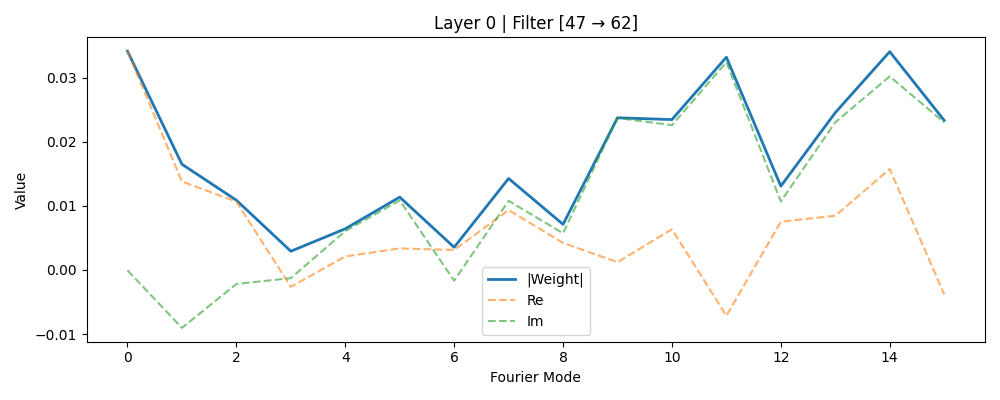 Layer 0 | Filter [47 → 62]
Value
0.03
0.02
0.01
0.00
−0.01
|Weight|
Re
Im
0 2 4 6 8 10 12 14
Fourier Mode